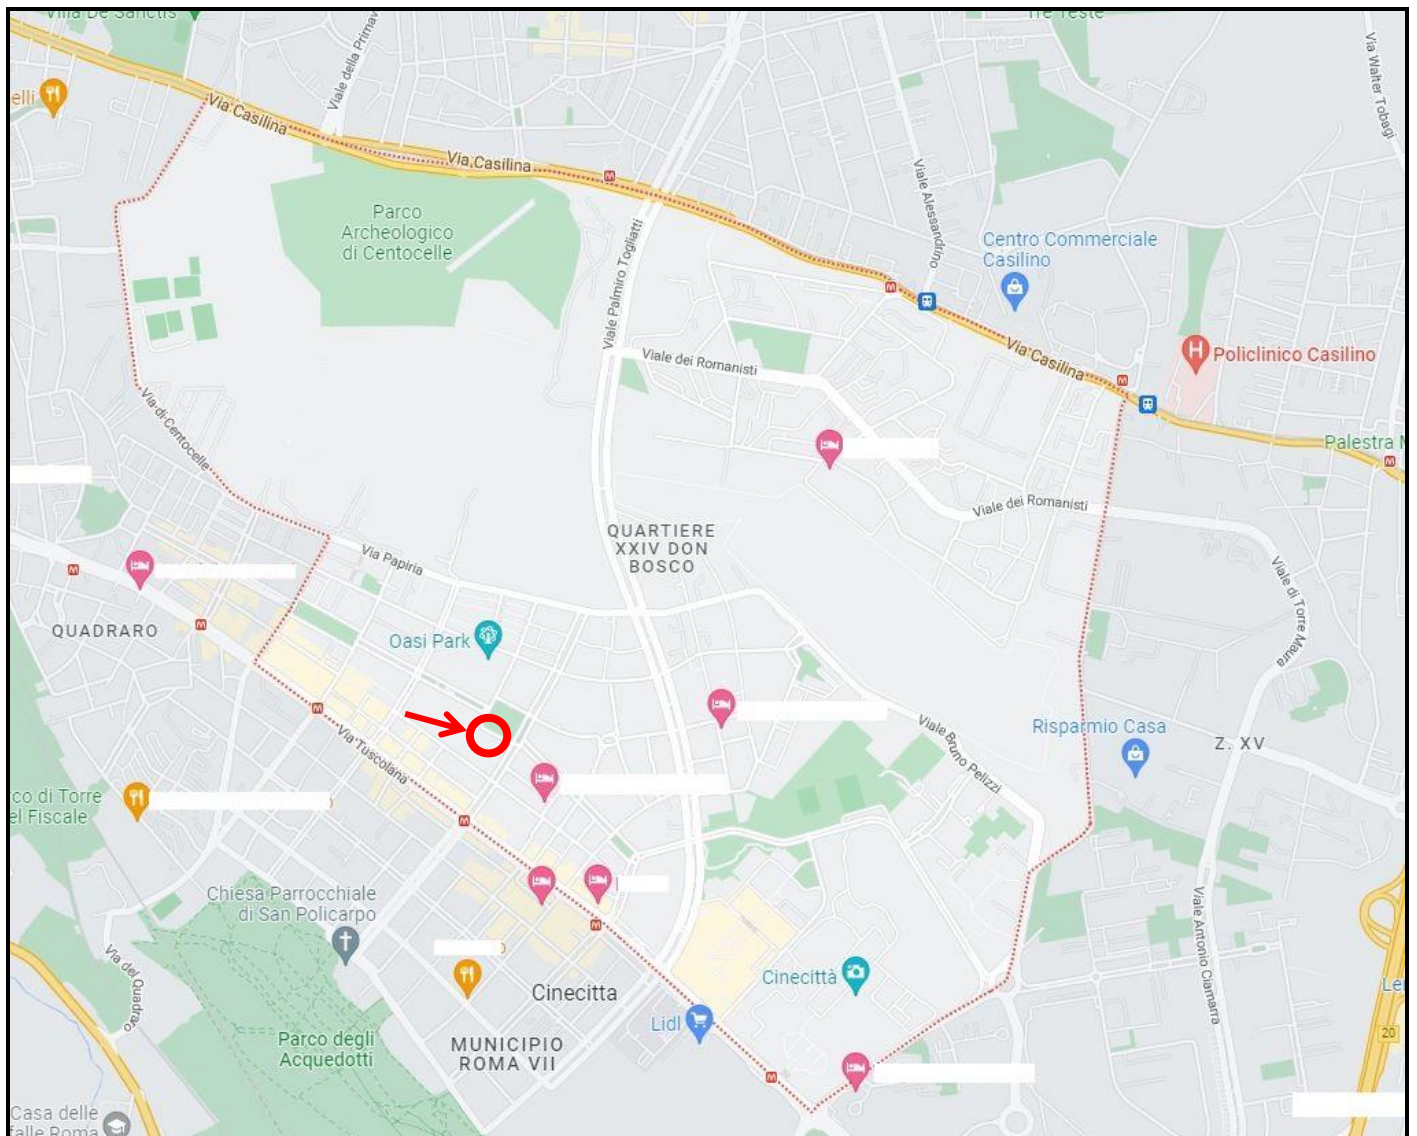 Villa De Sanctis
Tre Teste
Viale della Primav
Via Walter Tobagi
elli
Via Casilina
Via Casilina
Viale Alessandrino
Parco
Archeologico
di Centocelle
Viale Palmiro Togliatti
Centro Commerciale
Casilino
Via Casilina
Policlinico Casilino
Viale dei Romanisti
Via di Centocelle
Palestra M
Viale dei Romanisti
QUARTIERE
XXIV DON
BOSCO
Via Papiria
Viale di Torre Maura
QUADRARO
Oasi Park
Via Tuscolana
Viale Bruno Pelizzi
Risparmio Casa
Z. XV
co di Torre
el Fiscale
Chiesa Parrocchiale
di San Policarpo
Viale Antonio Ciamarra
Via del Quadraro
Cinecittà
Cinecitta
Le
Lidl
20
Parco degli
Acquedotti
MUNICIPIO
ROMA VII
Casa delle
falle Roma